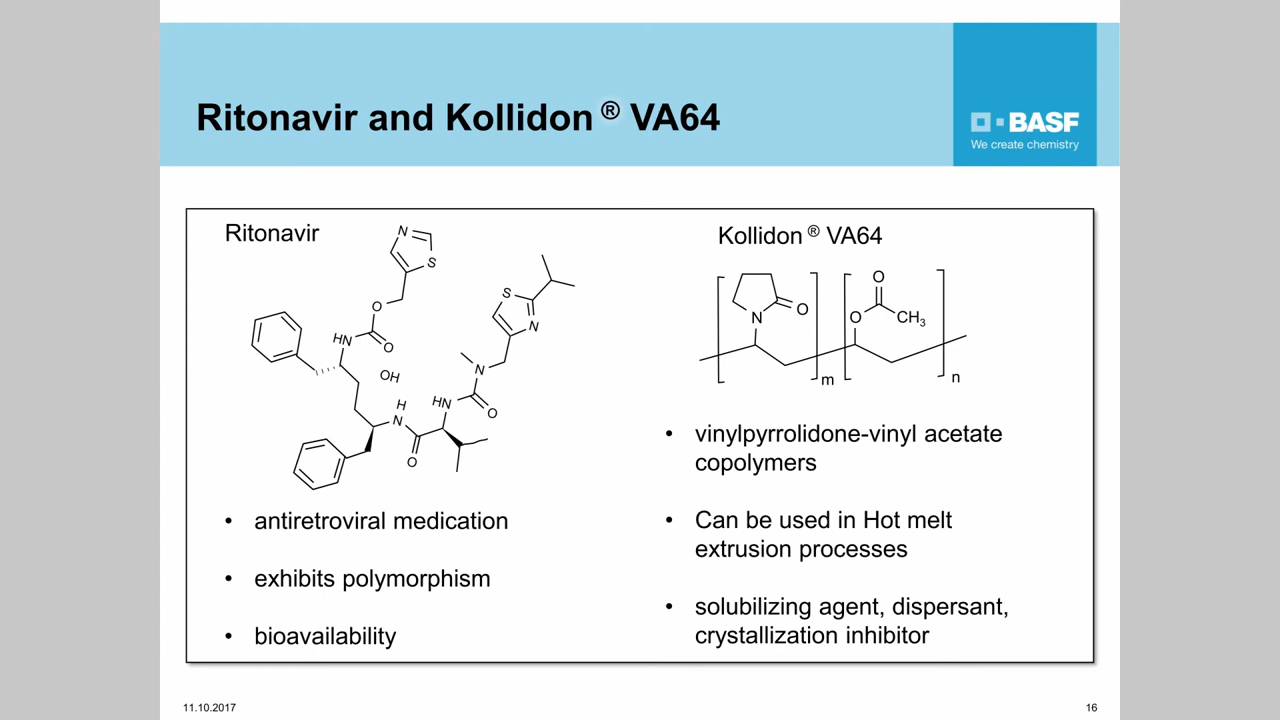 Ritonavir and Kollidon ® VA64
BASF
We create chemistry
Ritonavir
N
S
O
HN
O
OH
H
N
O
HN
O
N
S
N
• antiretroviral medication
• exhibits polymorphism
• bioavailability
Kollidon ® VA64
N
O
m
O
O
CH3
n
• vinylpyrrolidone-vinyl acetate
copolymers
• Can be used in Hot melt
extrusion processes
• solubilizing agent, dispersant,
crystallization inhibitor
11.10.2017
16